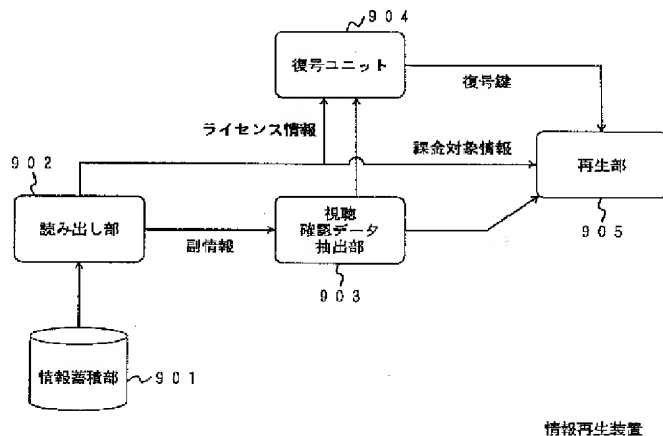 904
復号ユニット
復号鍵
ライセンス情報
課金対象情報
902
再生部
読み出し部
副情報
視聴
確認データ
抽出部
905
903
情報蓄積部
901
情報再生装置